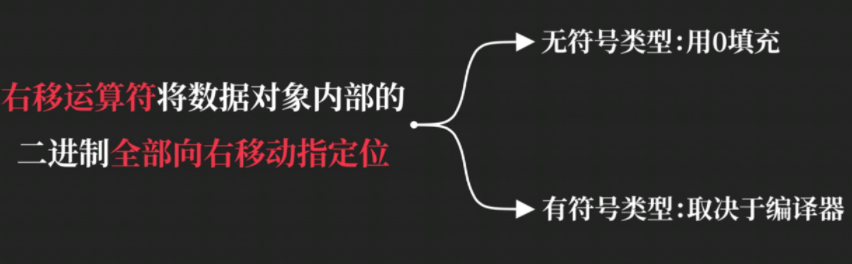 右移运算符将数据对象内部的
二进制全部向右移动指定位
无符号类型:用0填充
有符号类型:取决于编译器